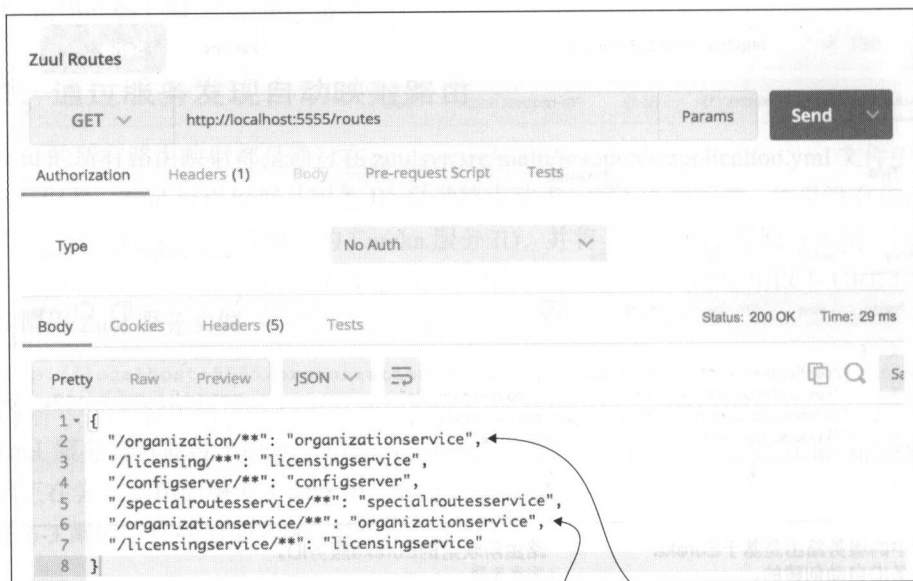 Zuul Routes
GET http://localhost:5555/routes Params Send
Authorization Headers (1) Body Pre-request Script Tests
Type No Auth
Body Cookies Headers (5) Tests Status: 200 OK Time: 29 ms
Pretty Raw Preview JSON
1 {
2 "/organization/**": "organizationservice",
3 "/licensing/**": "licensingservice",
4 "/configserver/**": "configserver",
5 "/specialroutesservice/**": "specialroutesservice",
6 "/organizationservice/**": "organizationservice",
7 "/licensingservice/**": "licensingservice"
8 }